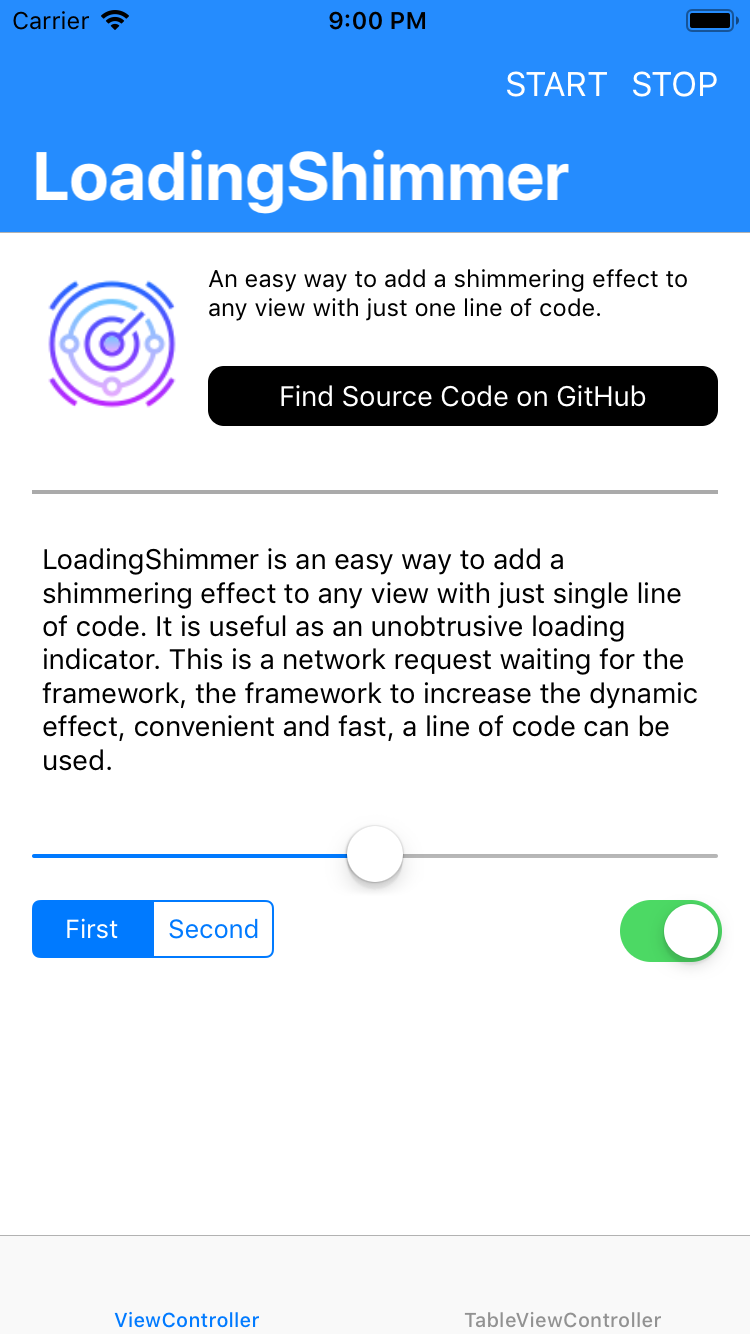 Carrier 9:00 PM
START STOP
LoadingShimmer
An easy way to add a shimmering effect to
any view with just one line of code.
Find Source Code on GitHub
LoadingShimmer is an easy way to add a
shimmering effect to any view with just single line
of code. It is useful as an unobtrusive loading
indicator. This is a network request waiting for the
framework, the framework to increase the dynamic
effect, convenient and fast, a line of code can be
used.
First Second
ViewController TableViewController